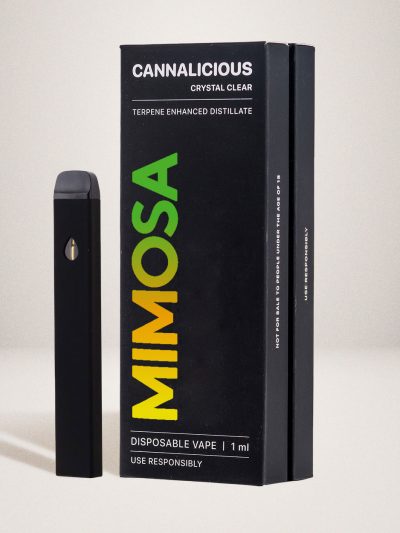 CANNALICIOUS
CRYSTAL CLEAR
TERPENE ENHANCED DISTILLATE
MIMOSA
DISPOSABLE VAPE | 1 ml
USE RESPONSIBLY
NOT FOR SALE TO PEOPLE UNDER THE AGE OF 18
USE RESPONSIBLY